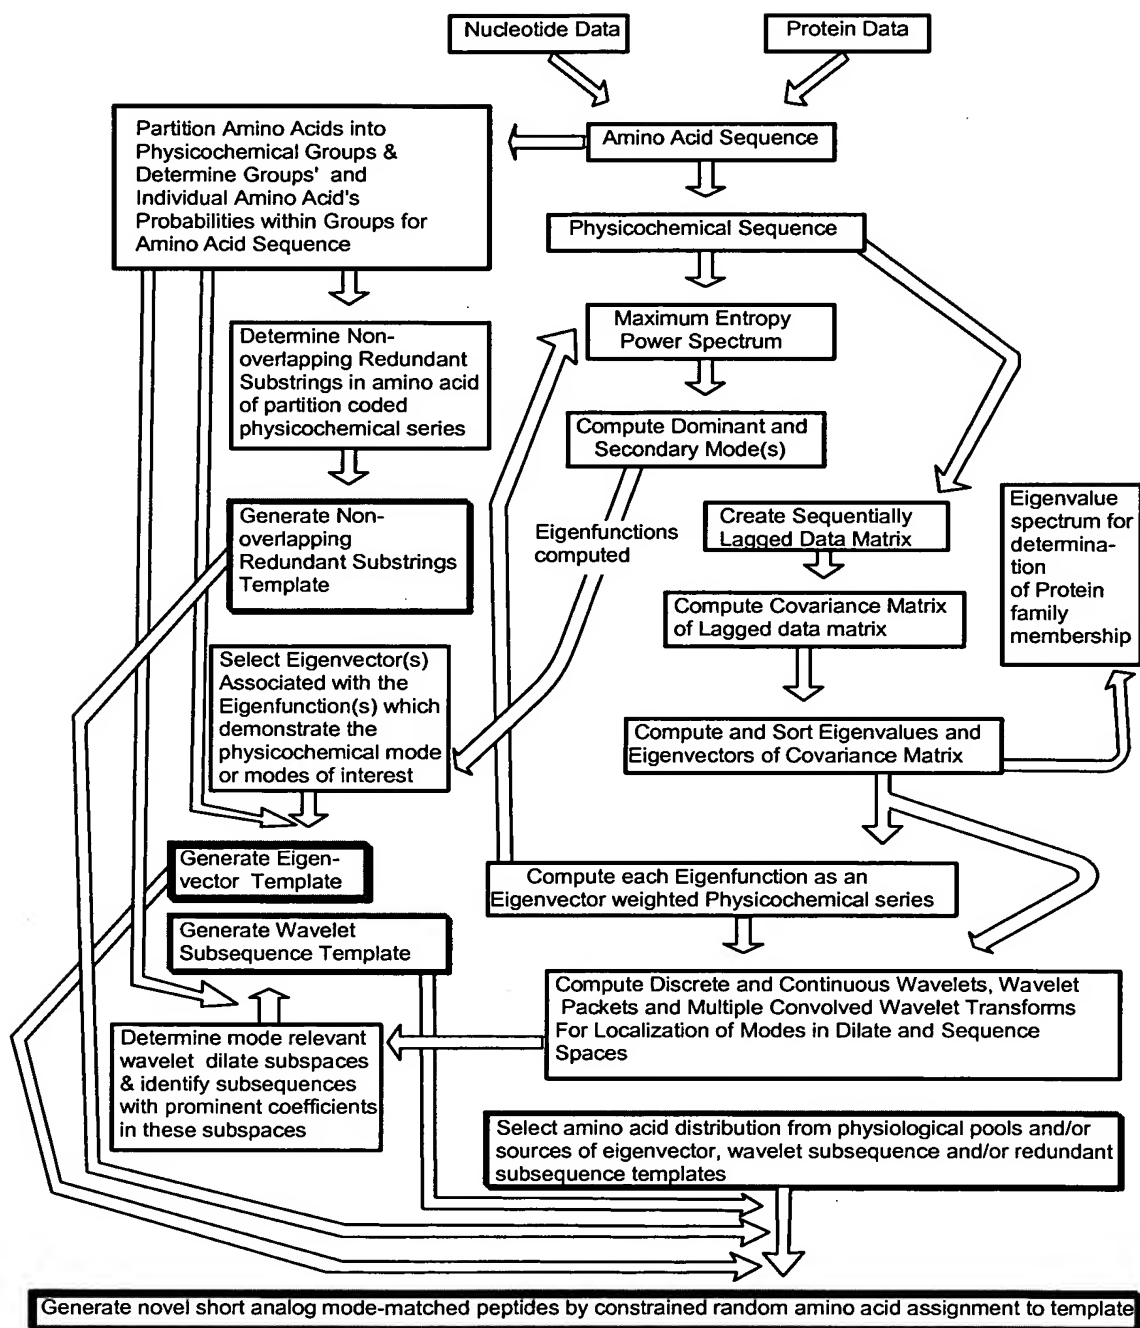 Nucleotide Data
Protein Data
Partition Amino Acids into
Physicochemical Groups &
Determine Groups' and
Individual Amino Acid's
Probabilities within Groups for
Amino Acid Sequence
Amino Acid Sequence
Physicochemical Sequence
Maximum Entropy
Power Spectrum
Determine Non-
overlapping Redundant
Substrings in amino acid
of partition coded
physicochemical series
Compute Dominant and
Secondary Mode(s)
Generate Non-
overlapping
Redundant Substrings
Template
Eigenfunctions
computed
Create Sequentially
Lagged Data Matrix
Eigenvalue
spectrum for
determina-
tion
of Protein
family
membership
Compute Covariance Matrix
of Lagged data matrix
Select Eigenvector(s)
Associated with the
Eigenfunction(s) which
demonstrate the
physicochemical mode
or modes of interest
Compute and Sort Eigenvalues and
Eigenvectors of Covariance Matrix
Generate Eigen-
vector Template
Compute each Eigenfunction as an
Eigenvector weighted Physicochemical series
Generate Wavelet
Subsequence Template
Compute Discrete and Continuous Wavelets, Wavelet
Packets and Multiple Convolved Wavelet Transforms
For Localization of Modes in Dilate and Sequence
Spaces
Determine mode relevant
wavelet dilate subspaces
& identify subsequences
with prominent coefficients
in these subspaces
Select amino acid distribution from physiological pools and/or
sources of eigenvector, wavelet subsequence and/or redundant
subsequence templates
Generate novel short analog mode-matched peptides by constrained random amino acid assignment to template